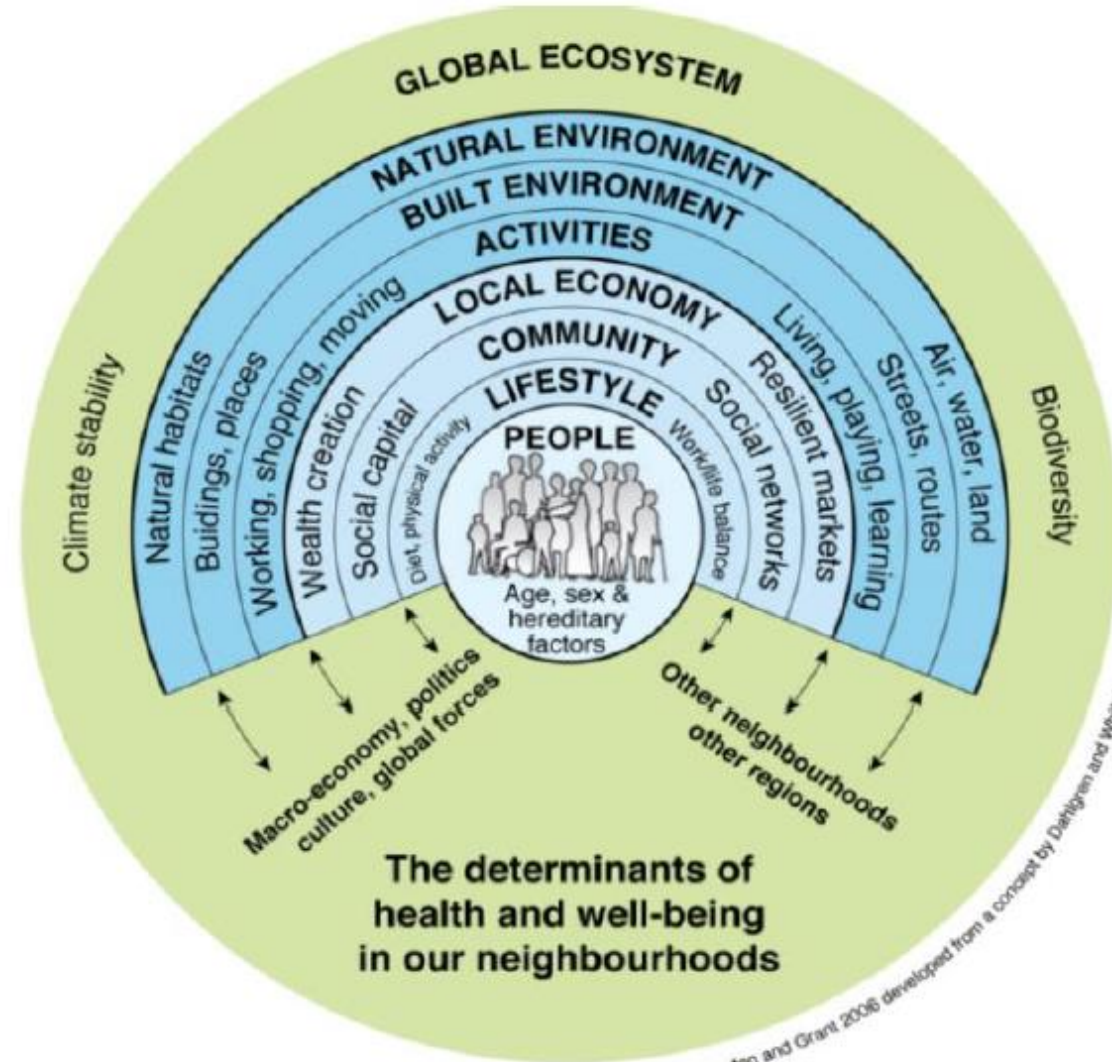 GLOBAL ECOSYSTEM
NATURAL ENVIRONMENT
BUILT ENVIRONMENT
ACTIVITIES
LOCAL ECONOMY
COMMUNITY
LIFESTYLE
PEOPLE
Age, sex &
hereditary
factors
Climate stability
Natural habitats
Buidings, places
Working, shopping, moving
Wealth creation
Social capital
Diet, physical activity
Work/life balance
Social networks
Resilient markets
Living, playing, learning
Streets, routes
Air, water, land
Biodiversity
Macro-economy, politics
culture, global forces
Other neighbourhoods
other regions
The determinants of
health and well-being
in our neighbourhoods
and Grant 2006 developed from a concept by Dahlgren and